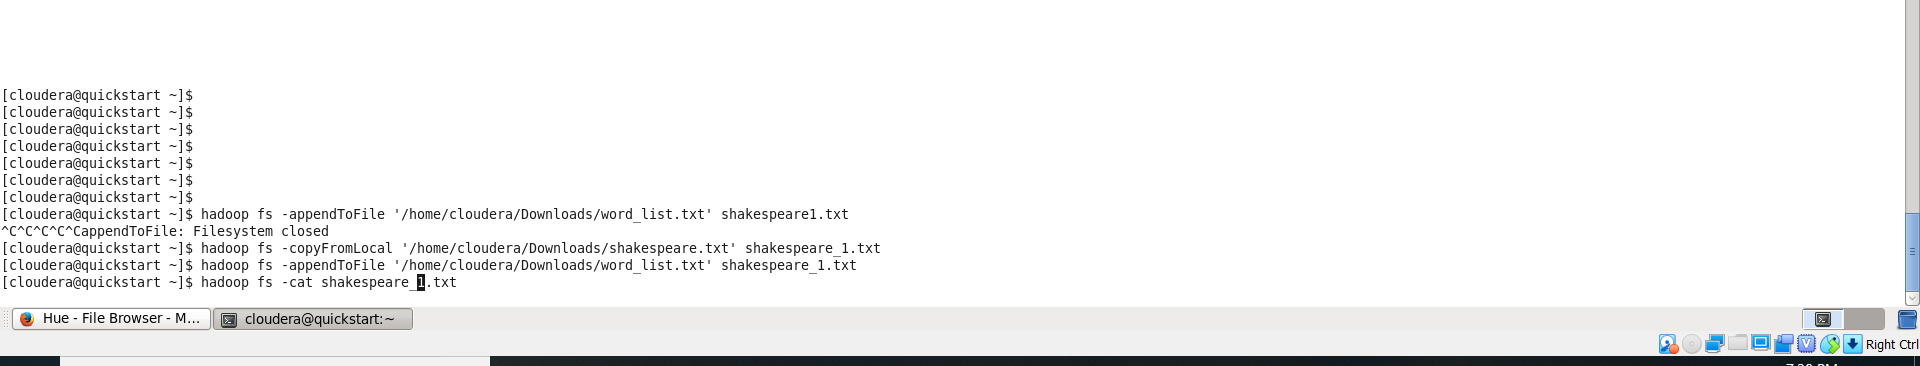 [cloudera@quickstart ~]$
[cloudera@quickstart ~]$
[cloudera@quickstart ~]$
[cloudera@quickstart ~]$
[cloudera@quickstart ~]$
[cloudera@quickstart ~]$
[cloudera@quickstart ~]$
[cloudera@quickstart ~]$ hadoop fs -appendToFile '/home/cloudera/Downloads/word_list.txt' shakespeare1.txt
^C^C^C^C^CappendToFile: Filesystem closed
[cloudera@quickstart ~]$ hadoop fs -copyFromLocal '/home/cloudera/Downloads/shakespeare.txt' shakespeare_1.txt
[cloudera@quickstart ~]$ hadoop fs -appendToFile '/home/cloudera/Downloads/word_list.txt' shakespeare_1.txt
[cloudera@quickstart ~]$ hadoop fs -cat shakespeare_1.txt
Hue - File Browser - M... cloudera@quickstart:~
Right Ctrl